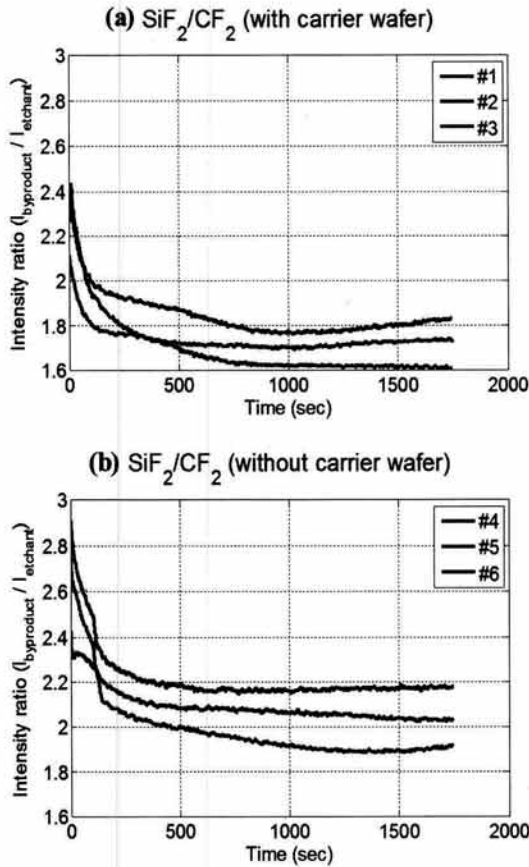 (a) SiF2/CF2 (with carrier wafer)
Intensity ratio (Ibyproduct / Ietchant)
3
2.8
2.6
2.4
2.2
2
1.8
1.6
#1
#2
#3
0 500 1000 1500 2000
Time (sec)
(b) SiF2/CF2 (without carrier wafer)
Intensity ratio (Ibyproduct / Ietchant)
3
2.8
2.6
2.4
2.2
2
1.8
1.6
#4
#5
#6
0 500 1000 1500 2000
Time (sec)